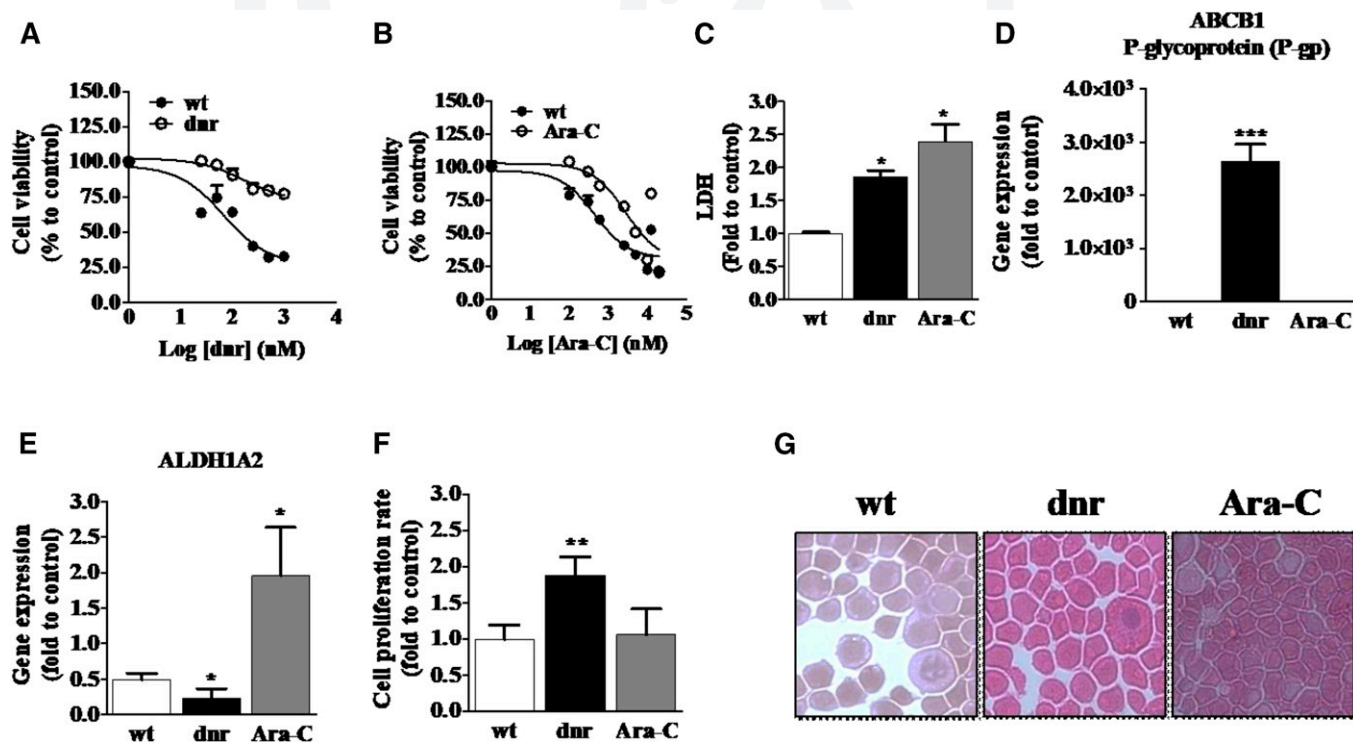 A
150.0
125.0
100.0
75.0
50.0
25.0
0.0
wt
dnr
Cell viability
(% to control)
0 1 2 3 4
Log [dnr] (nM)
B
150.0
125.0
100.0
75.0
50.0
25.0
0.0
wt
Ara-C
Cell viability
(% to control)
0 1 2 3 4 5
Log [Ara-C] (nM)
C
3.0
2.5
2.0
1.5
1.0
0.5
0.0
LDH
(Fold to control)
* *
wt dnr Ara-C
D
ABCB1
P-glycoprotein (P-gp)
4.0×10³
3.0×10³
2.0×10³
1.0×10³
0
Gene expression
(fold to contorl)
***
wt dnr Ara-C
E
ALDH1A2
3.0
2.5
2.0
1.5
1.0
0.5
0.0
Gene expression
(fold to control)
* *
wt dnr Ara-C
F
3.0
2.5
2.0
1.5
1.0
0.5
0.0
Cell proliferation rate
(fold to control)
**
wt dnr Ara-C
G
wt dnr Ara-C